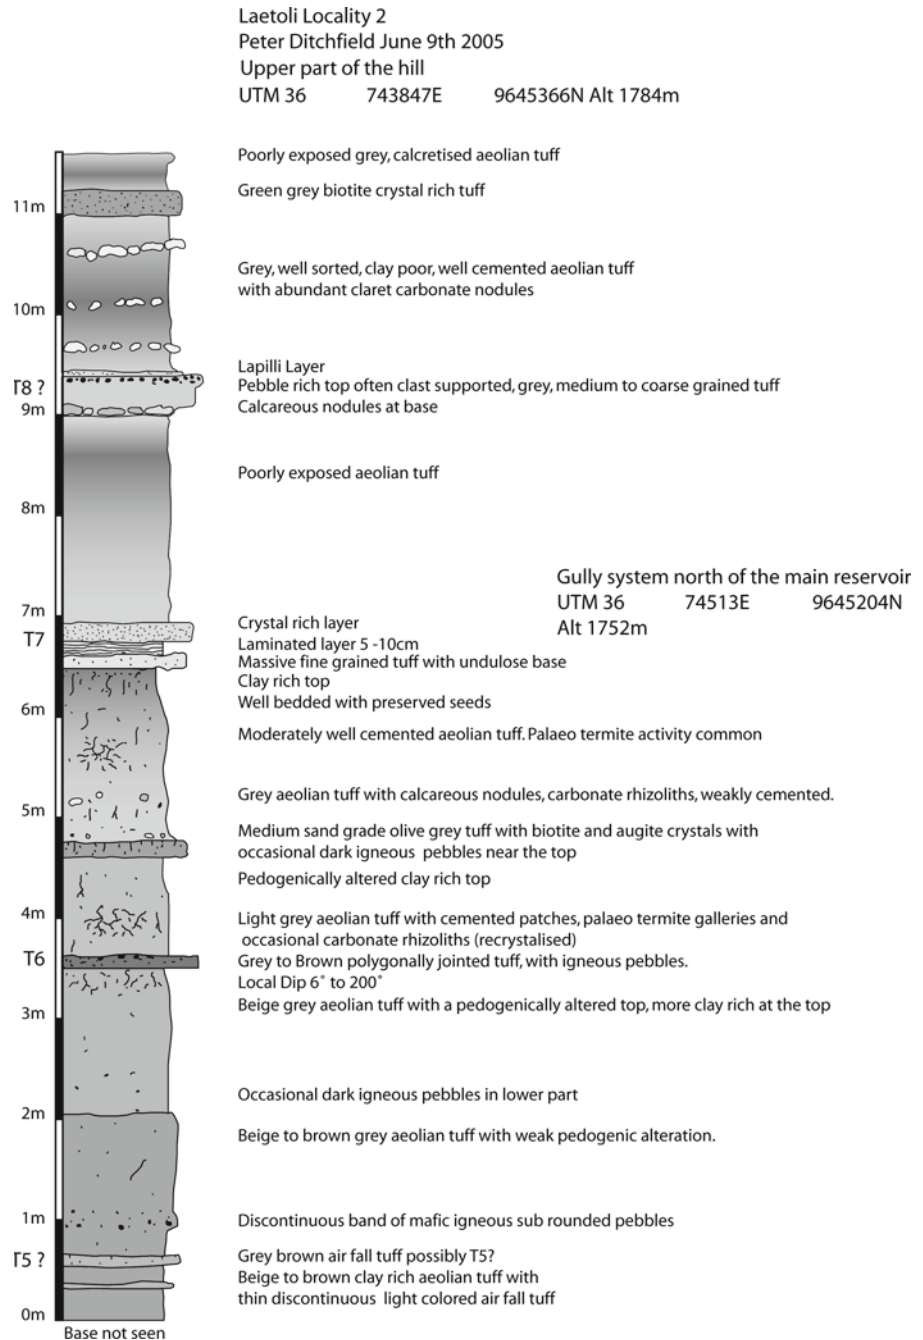 Laetoli Locality 2
Peter Ditchfield June 9th 2005
Upper part of the hill
UTM 36 743847E 9645366N Alt 1784m
Poorly exposed grey, calcretised aeolian tuff
Green grey biotite crystal rich tuff
11m
Grey, well sorted, clay poor, well cemented aeolian tuff
with abundant claret carbonate nodules
10m
Lapilli Layer
T8 ?
Pebble rich top often clast supported, grey, medium to coarse grained tuff
9m
Calcareous nodules at base
Poorly exposed aeolian tuff
8m
Gully system north of the main reservoir
UTM 36 74513E 9645204N
Alt 1752m
7m
Crystal rich layer
T7
Laminated layer 5 -10cm
Massive fine grained tuff with undulose base
Clay rich top
Well bedded with preserved seeds
6m
Moderately well cemented aeolian tuff. Palaeo termite activity common
Grey aeolian tuff with calcareous nodules, carbonate rhizoliths, weakly cemented.
5m
Medium sand grade olive grey tuff with biotite and augite crystals with
occasional dark igneous pebbles near the top
Pedogenically altered clay rich top
4m
Light grey aeolian tuff with cemented patches, palaeo termite galleries and
occasional carbonate rhizoliths (recrystalised)
T6
Grey to Brown polygonally jointed tuff, with igneous pebbles.
Local Dip 6˚ to 200˚
Beige grey aeolian tuff with a pedogenically altered top, more clay rich at the top
3m
Occasional dark igneous pebbles in lower part
2m
Beige to brown grey aeolian tuff with weak pedogenic alteration.
1m
Discontinuous band of mafic igneous sub rounded pebbles
T5 ?
Grey brown air fall tuff possibly T5?
Beige to brown clay rich aeolian tuff with
thin discontinuous light colored air fall tuff
0m
Base not seen